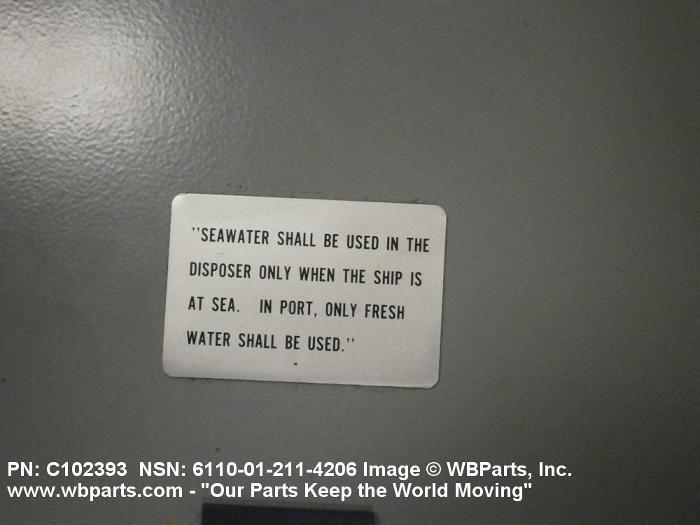 "SEAWATER SHALL BE USED IN THE
DISPOSER ONLY WHEN THE SHIP IS
AT SEA. IN PORT, ONLY FRESH
WATER SHALL BE USED."
PN: C102393 NSN: 6110-01-211-4206 Image © WBParts, Inc.
www.wbparts.com - "Our Parts Keep the World Moving"